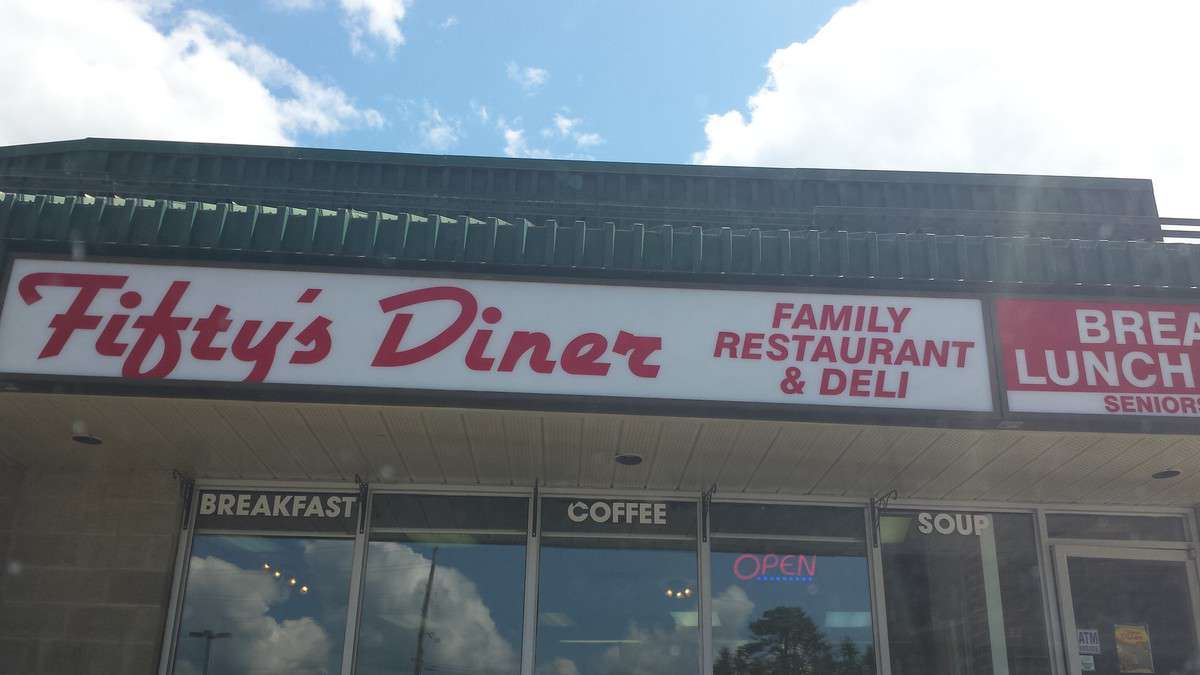 Fifty's Diner
FAMILY
RESTAURANT
& DELI
BREA
LUNCH
SENIORS
BREAKFAST
COFFEE
SOUP
OPEN
ATM